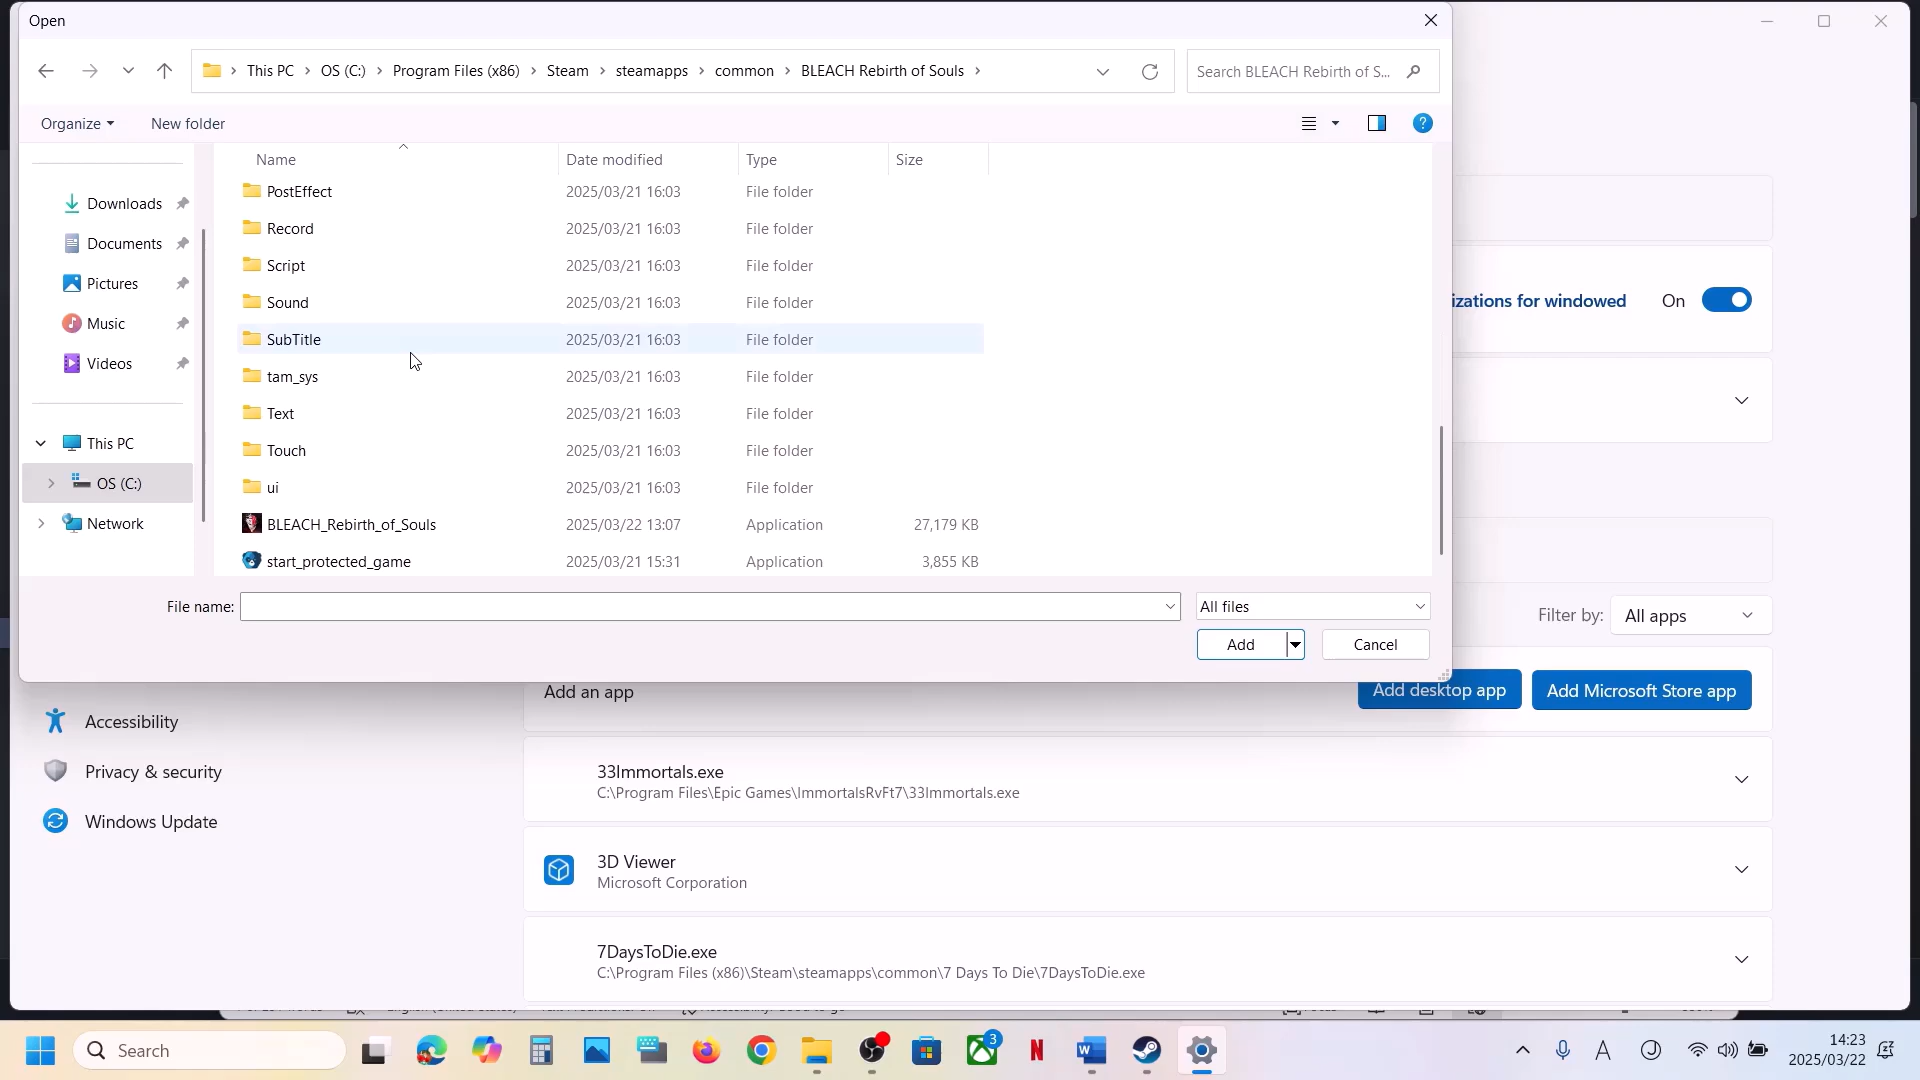 Open
This PC > OS (C:) > Program Files (x86) > Steam > steamapps > common > BLEACH Rebirth of Souls >
Search BLEACH Rebirth of S...
Organize
New folder
Name
Date modified
Type
Size
Downloads
Documents
Pictures
Music
Videos
This PC
OS (C:)
Network
PostEffect 2025/03/21 16:03 File folder
Record 2025/03/21 16:03 File folder
Script 2025/03/21 16:03 File folder
Sound 2025/03/21 16:03 File folder
SubTitle 2025/03/21 16:03 File folder
tam_sys 2025/03/21 16:03 File folder
Text 2025/03/21 16:03 File folder
Touch 2025/03/21 16:03 File folder
ui 2025/03/21 16:03 File folder
BLEACH_Rebirth_of_Souls 2025/03/22 13:07 Application 27,179 KB
start_protected_game 2025/03/21 15:31 Application 3,855 KB
File name:
All files
Add
Cancel
izations for windowed
On
Filter by:
All apps
Add an app
Add desktop app
Add Microsoft Store app
Accessibility
Privacy & security
Windows Update
33Immortals.exe
C:\Program Files\Epic Games\ImmortalsRvFt7\33Immortals.exe
3D Viewer
Microsoft Corporation
7DaysToDie.exe
C:\Program Files (x86)\Steam\steamapps\common\7 Days To Die\7DaysToDie.exe
Search
3
A
14:23
2025/03/22